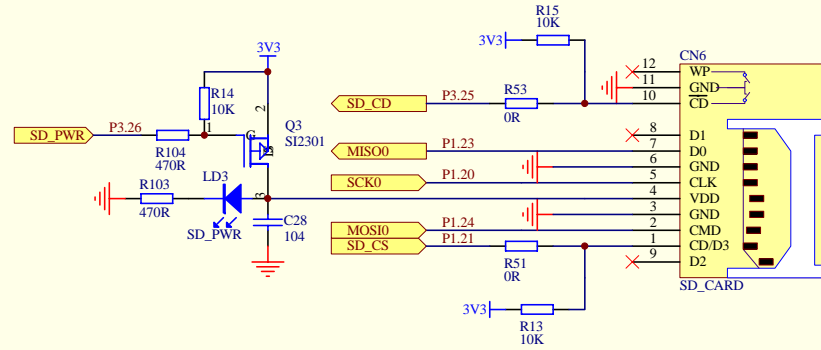 R15
10K
3V3
3V3
CN6
12
WP
11
GND
10
CD
R14
10K
2
SD_CD
P3.25
R53
0R
Q3
SI2301
SD_PWR
P3.26
1
G
R104
470R
8
D1
MISO0
P1.23
7
D0
6
GND
SCK0
P1.20
5
CLK
R103
470R
LD3
3
4
VDD
SD_PWR
C28
104
3
GND
MOSI0
P1.24
2
CMD
SD_CS
P1.21
1
CD/D3
R51
0R
9
D2
SD_CARD
3V3
R13
10K